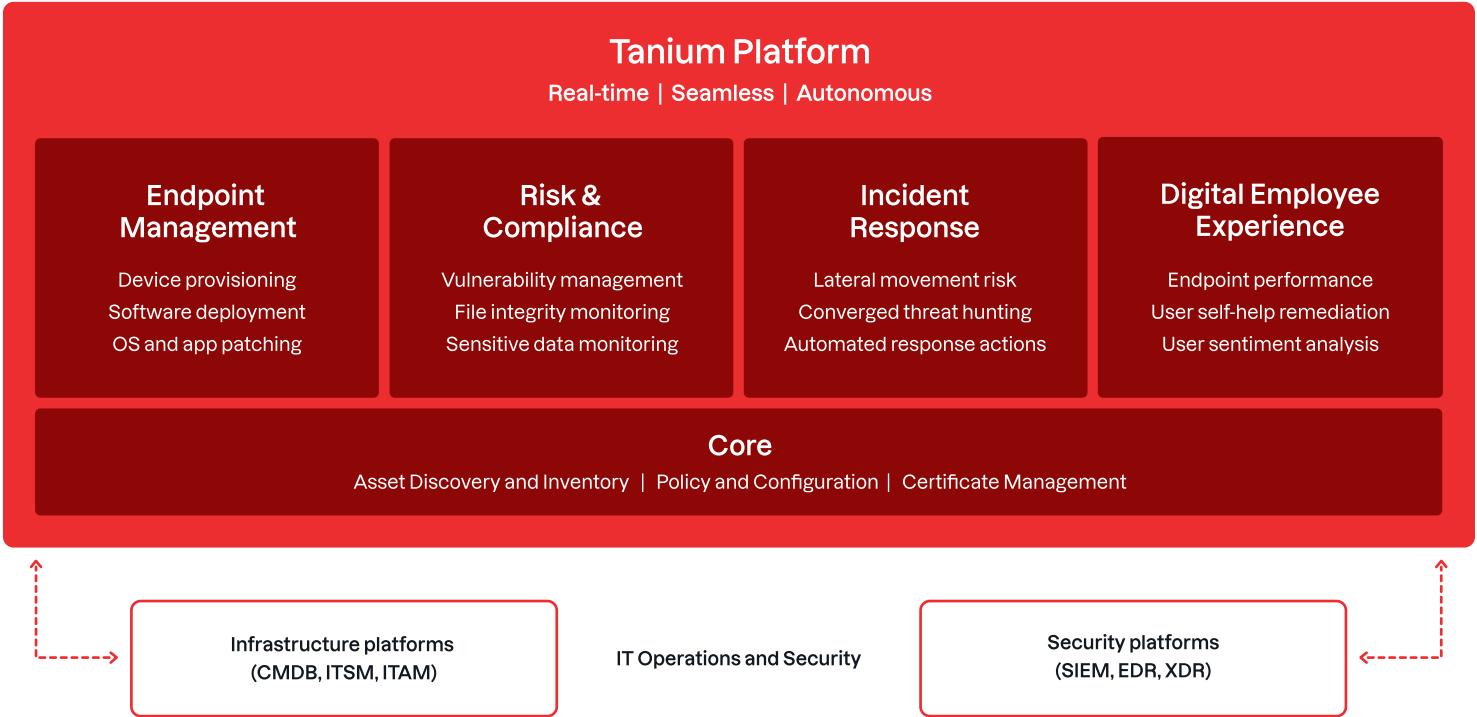 Tanium Platform
Real-time | Seamless | Autonomous
Endpoint
Management
Device provisioning
Software deployment
OS and app patching
Risk &
Compliance
Vulnerability management
File integrity monitoring
Sensitive data monitoring
Incident
Response
Lateral movement risk
Converged threat hunting
Automated response actions
Digital Employee
Experience
Endpoint performance
User self-help remediation
User sentiment analysis
Core
Asset Discovery and Inventory | Policy and Configuration | Certificate Management
Infrastructure platforms
(CMDB, ITSM, ITAM)
IT Operations and Security
Security platforms
(SIEM, EDR, XDR)